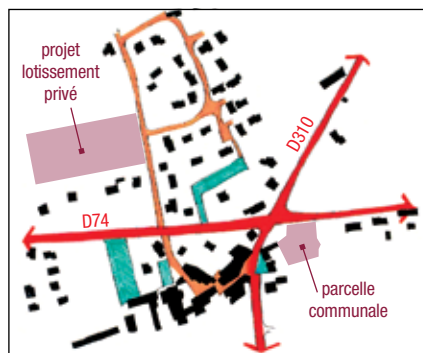 projet
lotissement
privé
D310
D74
parcelle
communale